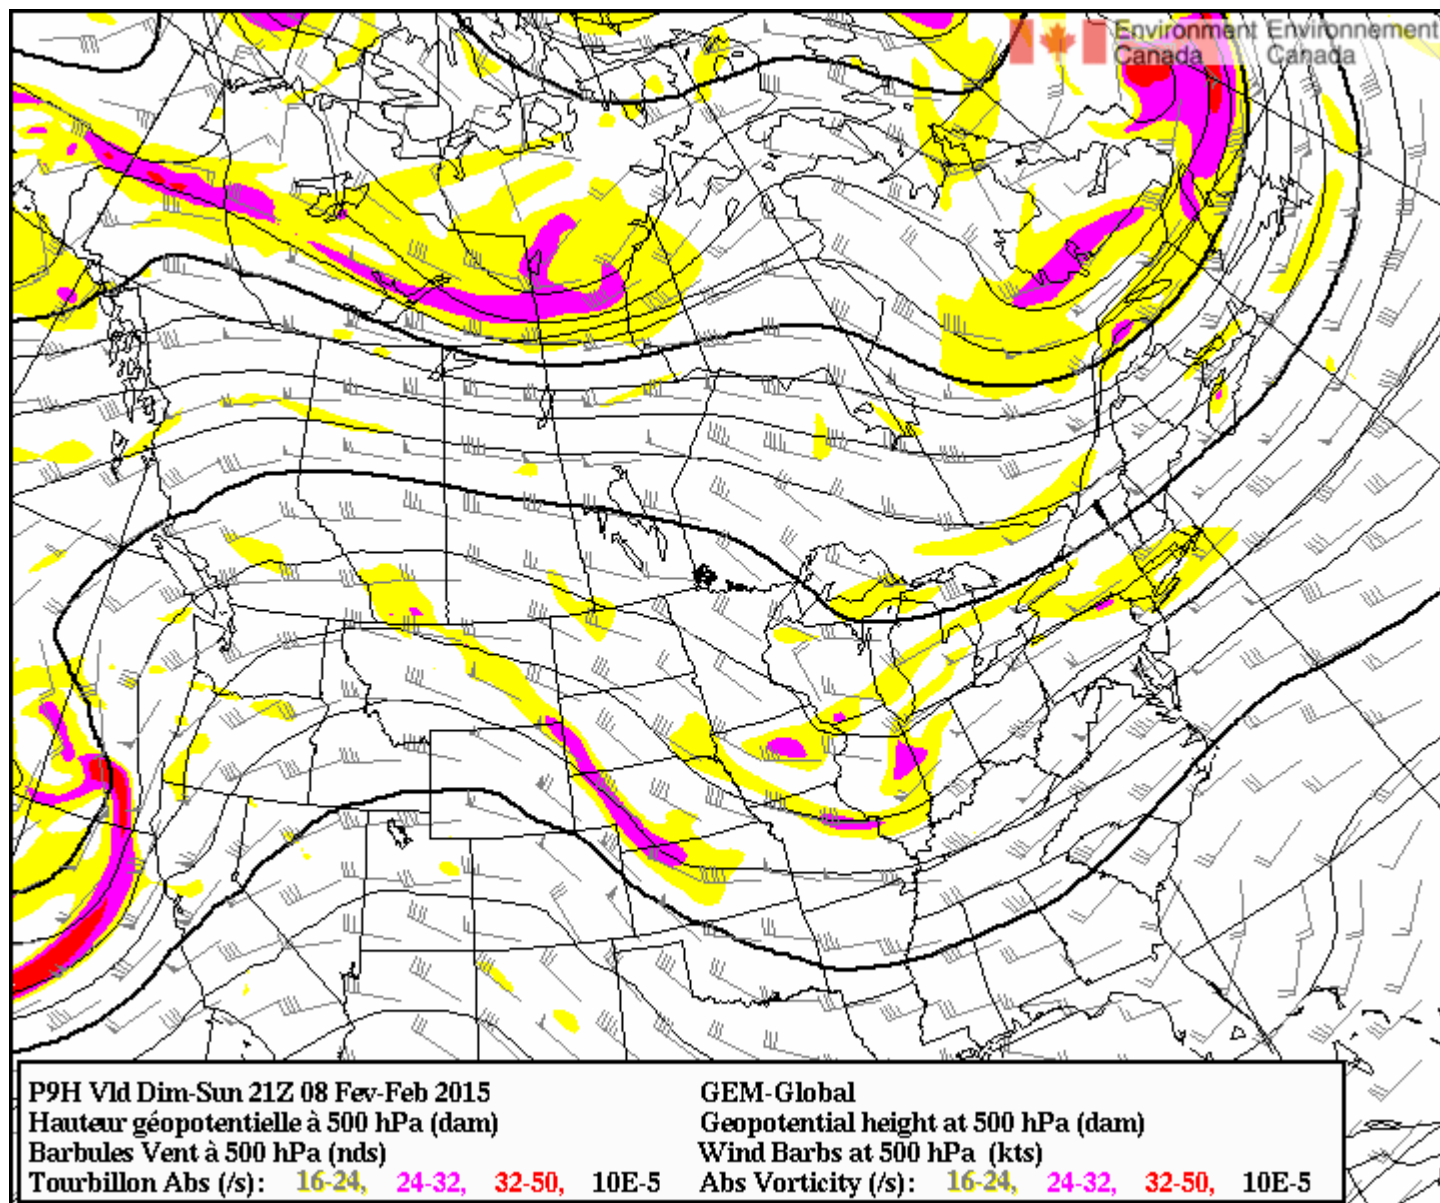 Environment Environnement
Canada Canada
P9H Vld Dim-Sun 21Z 08 Fev-Feb 2015 GEM-Global
Hauteur géopotentielle à 500 hPa (dam) Geopotential height at 500 hPa (dam)
Barbules Vent à 500 hPa (nds) Wind Barbs at 500 hPa (kts)
Tourbillon Abs (/s): 16-24, 24-32, 32-50, 10E-5 Abs Vorticity (/s): 16-24, 24-32, 32-50, 10E-5